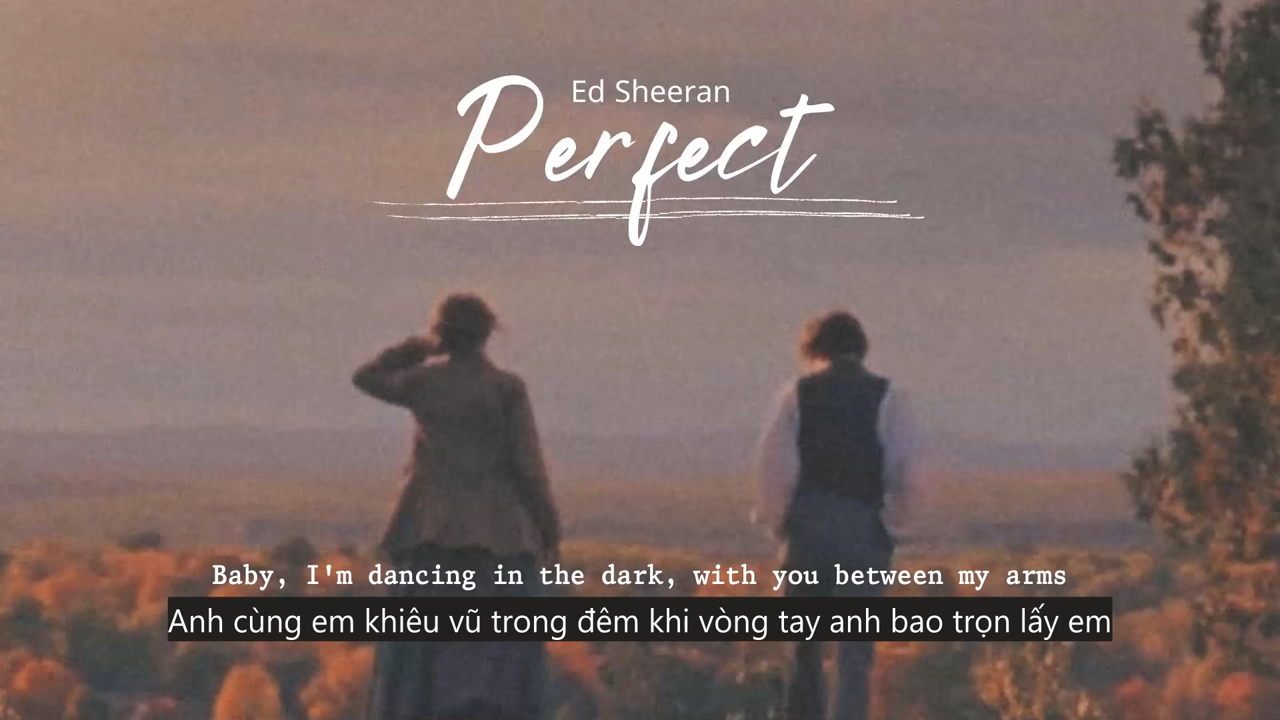 Ed Sheeran
Perfect
Baby, I'm dancing in the dark, with you between my arms
Anh cùng em khiêu vũ trong đêm khi vòng tay anh bao trọn lấy em